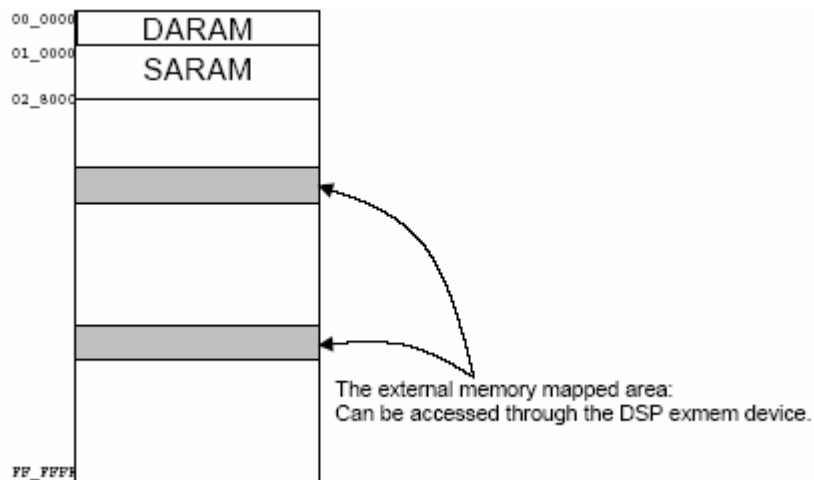 00_0000
DARAM
01_0000
SARAM
02_8000
The external memory mapped area:
Can be accessed through the DSP exmem device.
FF_FFFF